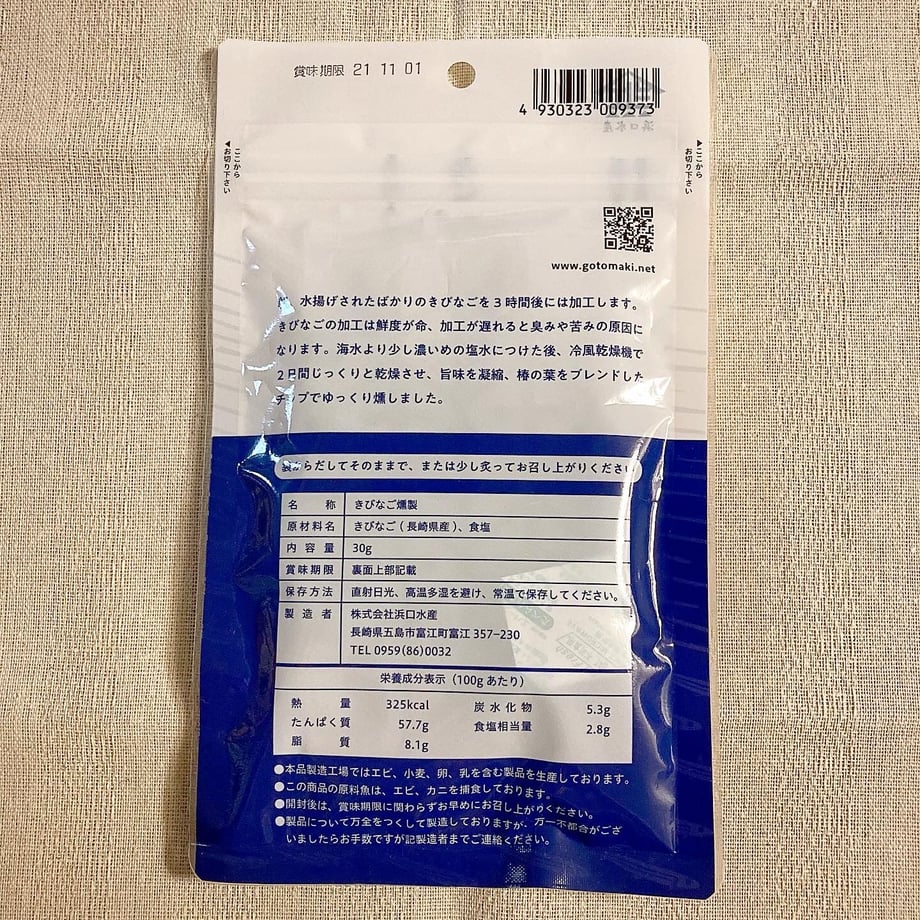 賞味期限 21 11 01
4 930323 009373
ここから
お切り下さい
ここから
お切り下さい
www.gotomaki.net
水揚げされたばかりのきびなごを3時間後には加工します。
きびなごの加工は鮮度が命、加工が遅れると臭みや苦みの原因に
なります。海水より少し濃いめの塩水につけた後、冷風乾燥機で
2日間じっくりと乾燥させ、旨味を凝縮、椿の葉をブレンドした
チップでゆっくり燻しました。
袋からだしてそのままで、または少し炙ってお召し上がりください
名称 きびなご燻製
原材料名 きびなご(長崎県産)、食塩
内容量 30g
賞味期限 裏面上部記載
保存方法 直射日光、高温多湿を避け、常温で保存してください。
製造者 株式会社浜口水産
長崎県五島市富江町富江 357-230
TEL 0959(86)0032
栄養成分表示(100gあたり)
熱量 325kcal 炭水化物 5.3g
たんぱく質 57.7g 食塩相当量 2.8g
脂質 8.1g
●本品製造工場ではエビ、小麦、卵、乳を含む製品を生産しております。
●この商品の原料魚は、エビ、カニを捕食しております。
●開封後は、賞味期限に関わらずお早めにお召し上がりください。
●製品について万全をつくして製造しておりますが、万一不都合がござ
いましたらお手数ですが記製造者までご連絡ください。